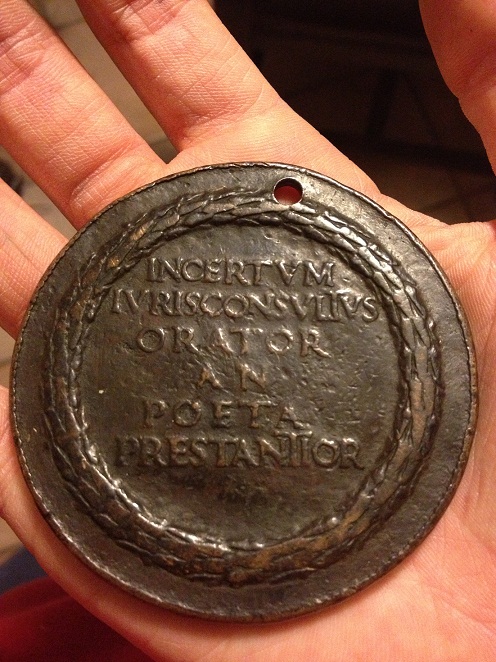 INCERTVM
IVRISCONSVLTVS
ORATOR
AN
POETA
PRESTANTIOR